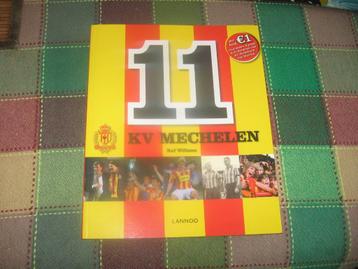 €1
11
KV MECHELEN
Raf Willems
LANNOO